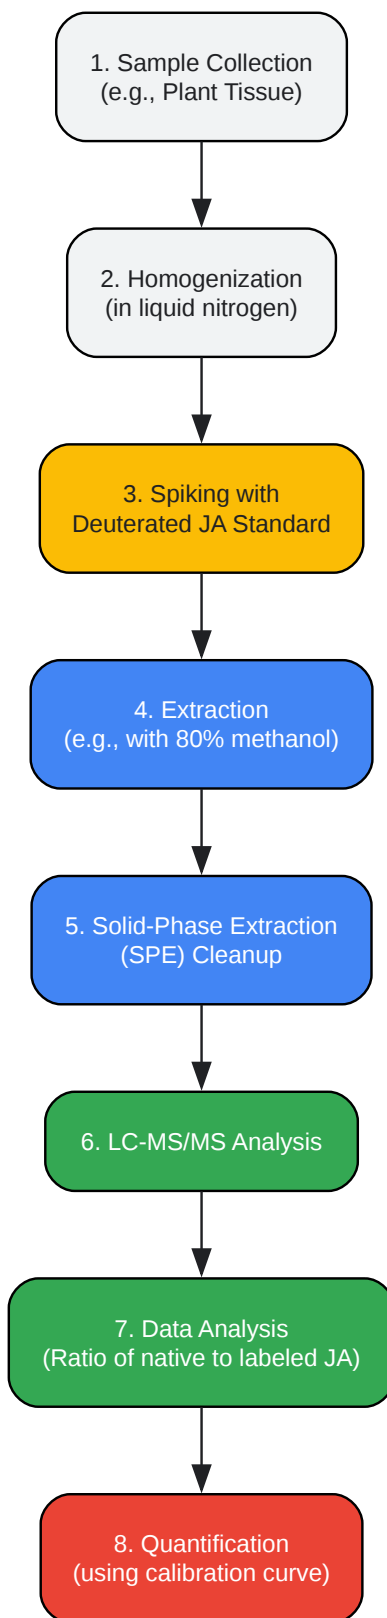 1. Sample Collection
(e.g., Plant Tissue)
2. Homogenization
(in liquid nitrogen)
3. Spiking with
Deuterated JA Standard
4. Extraction
(e.g., with 80% methanol)
5. Solid-Phase Extraction
(SPE) Cleanup
6. LC-MS/MS Analysis
7. Data Analysis
(Ratio of native to labeled JA)
8. Quantification
(using calibration curve)